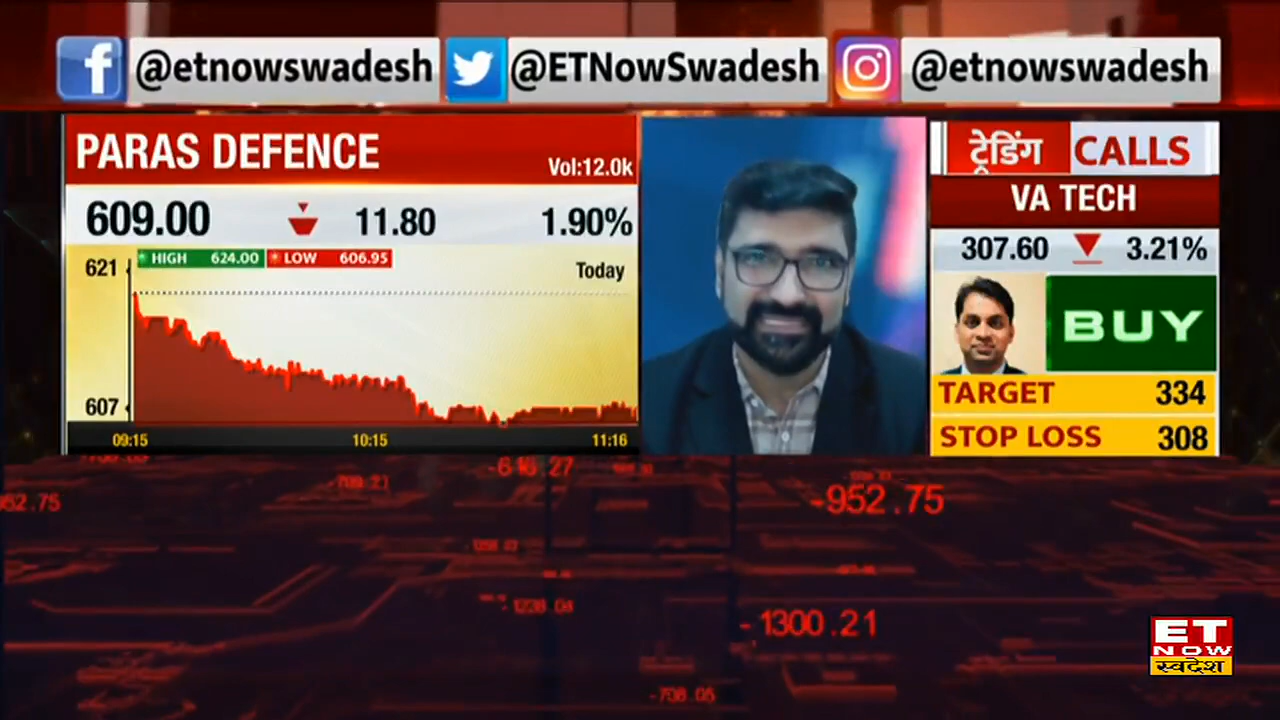 @etnowswadesh @ETNowSwadesh @etnowswadesh
PARAS DEFENCE
Vol:12.0k
609.00 11.80 1.90%
HIGH 624.00 LOW 606.95
Today
621
607
09:15 10:15 11:16
ट्रेडिंग CALLS
VA TECH
307.60 3.21%
BUY
TARGET 334
STOP LOSS 308
-952.75
-1300.21
-708.05
ET
NOW
स्वदेश